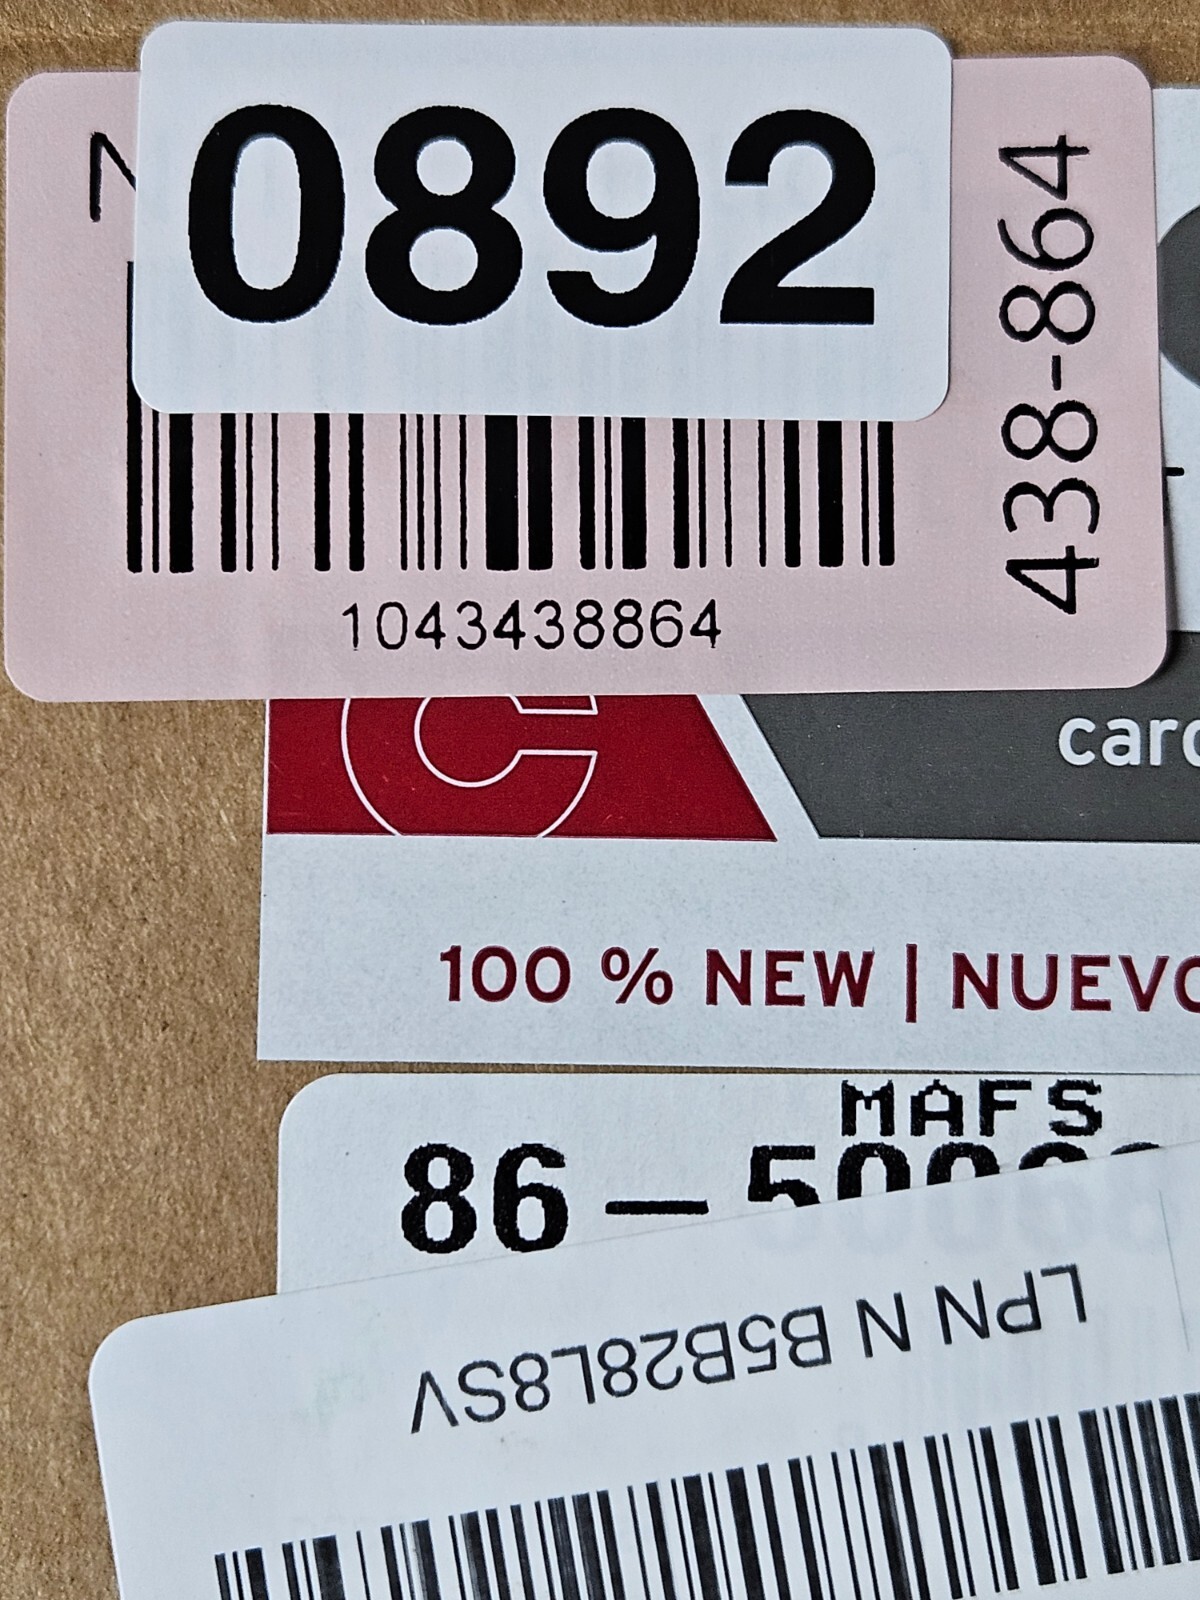 0892
438-864
1043438864
100 % NEW | NUEVO
MAFS
86-
LPN N B5B28L8SV